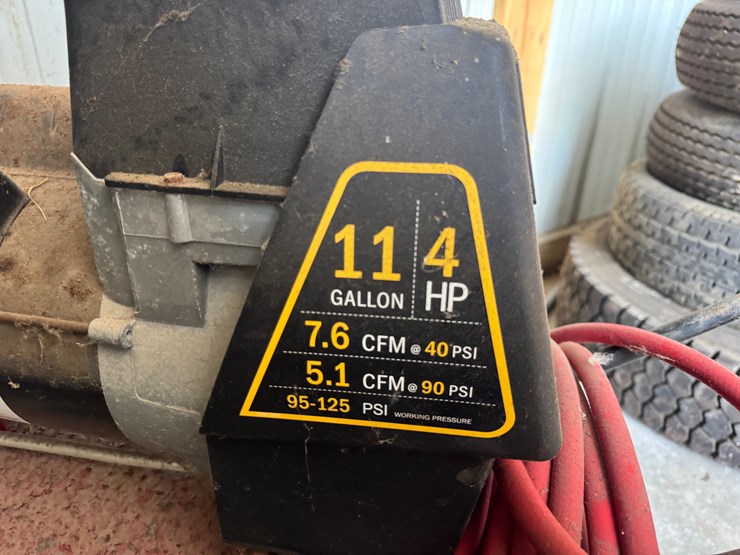 11 4
GALLON HP
7.6 CFM @ 40 PSI
5.1 CFM @ 90 PSI
95-125 PSI WORKING PRESSURE